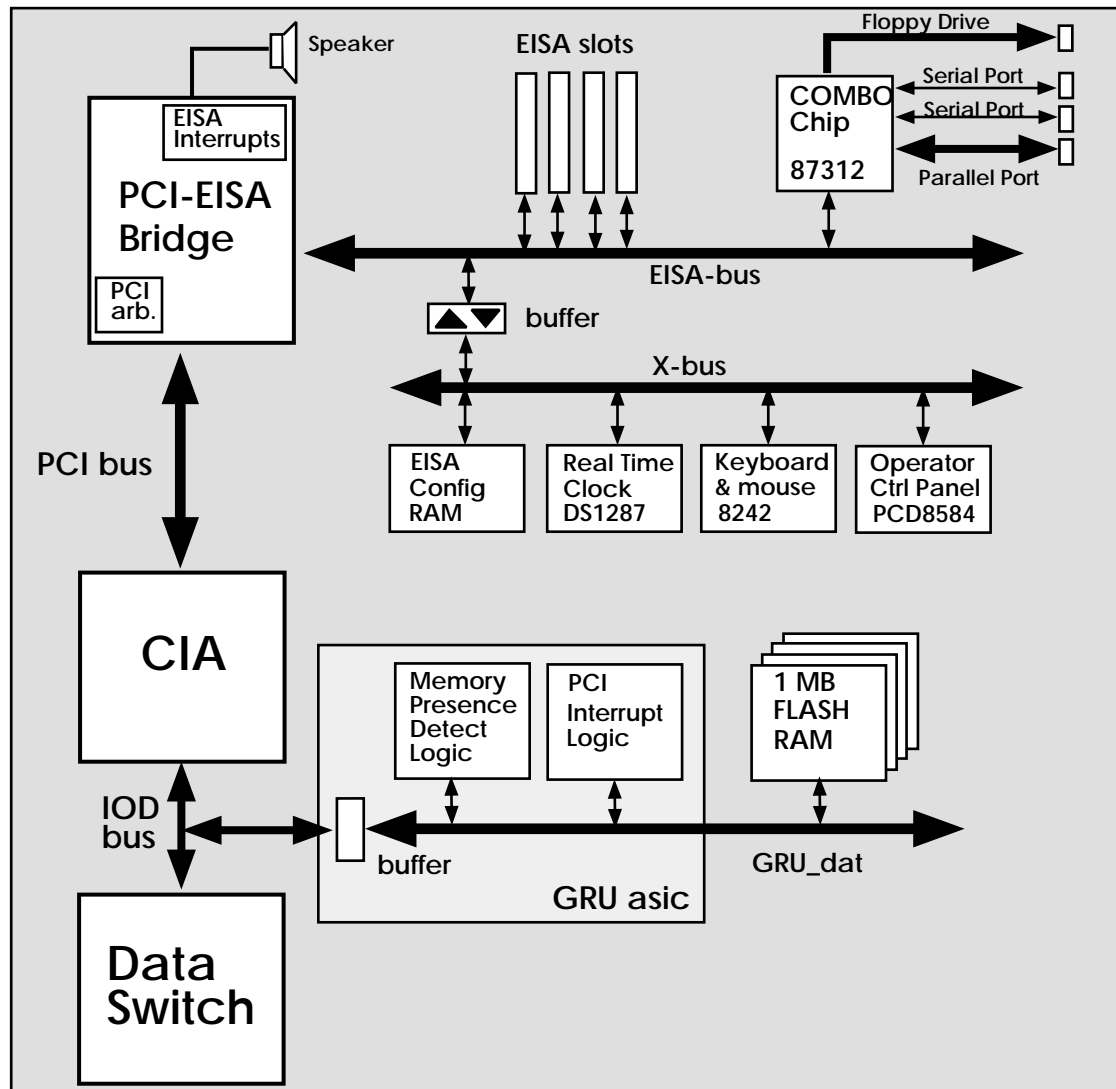 Floppy Drive
Speaker
EISA slots
Serial Port
COMBO
Chip
87312
Serial Port
Parallel Port
EISA
Interrupts
PCI-EISA
Bridge
PCI
arb.
EISA-bus
buffer
X-bus
EISA
Config
RAM
Real Time
Clock
DS1287
Keyboard
& mouse
8242
Operator
Ctrl Panel
PCD8584
PCI bus
CIA
Memory
Presence
Detect
Logic
PCI
Interrupt
Logic
1 MB
FLASH
RAM
IOD
bus
buffer
GRU_dat
GRU asic
Data
Switch